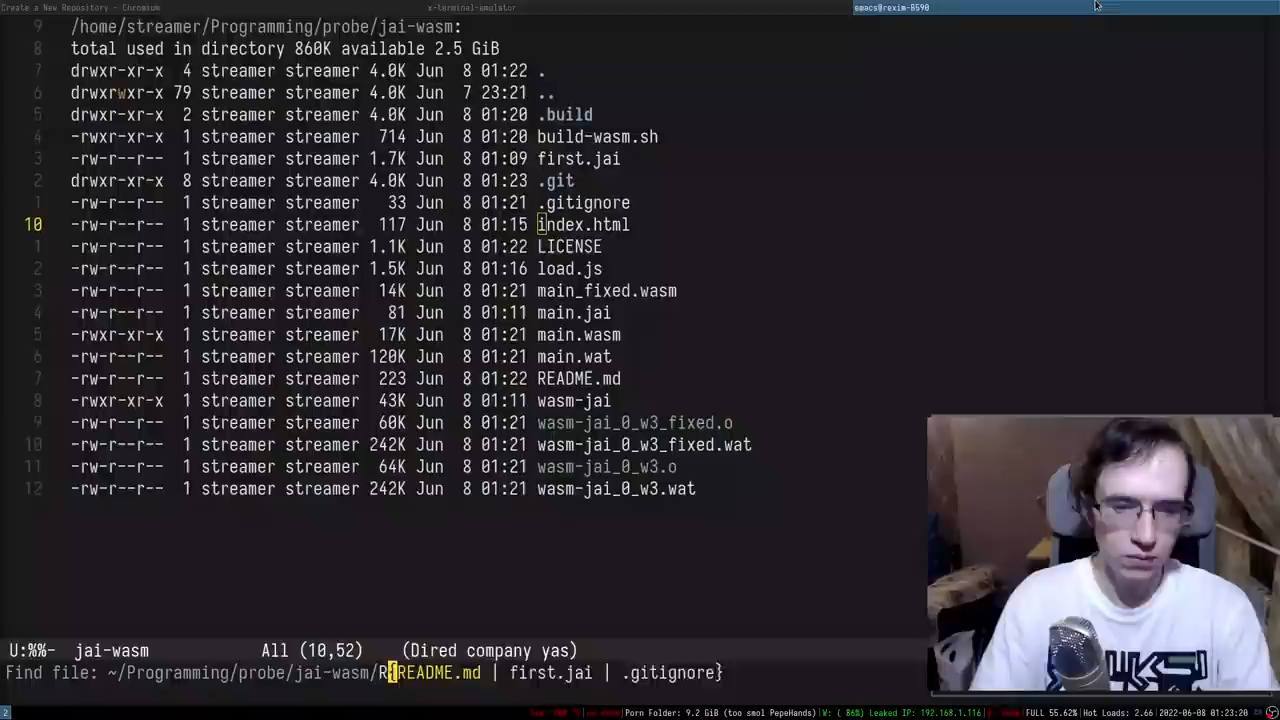 Create a New Repository - Chromium
x-terminal-emulator
emacs@rexim-B590
9 /home/streamer/Programming/probe/jai-wasm:
8 total used in directory 860K available 2.5 GiB
7 drwxr-xr-x 4 streamer streamer 4.0K Jun 8 01:22 .
6 drwxrwxr-x 79 streamer streamer 4.0K Jun 7 23:21 ..
5 drwxr-xr-x 2 streamer streamer 4.0K Jun 8 01:20 .build
4 -rwxr-xr-x 1 streamer streamer 714 Jun 8 01:20 build-wasm.sh
3 -rw-r--r-- 1 streamer streamer 1.7K Jun 8 01:09 first.jai
2 drwxr-xr-x 8 streamer streamer 4.0K Jun 8 01:23 .git
1 -rw-r--r-- 1 streamer streamer 33 Jun 8 01:21 .gitignore
10 -rw-r--r-- 1 streamer streamer 117 Jun 8 01:15 index.html
1 -rw-r--r-- 1 streamer streamer 1.1K Jun 8 01:22 LICENSE
2 -rw-r--r-- 1 streamer streamer 1.5K Jun 8 01:16 load.js
3 -rw-r--r-- 1 streamer streamer 14K Jun 8 01:21 main_fixed.wasm
4 -rw-r--r-- 1 streamer streamer 81 Jun 8 01:11 main.jai
5 -rwxr-xr-x 1 streamer streamer 17K Jun 8 01:21 main.wasm
6 -rw-r--r-- 1 streamer streamer 120K Jun 8 01:21 main.wat
7 -rw-r--r-- 1 streamer streamer 223 Jun 8 01:22 README.md
8 -rwxr-xr-x 1 streamer streamer 43K Jun 8 01:11 wasm-jai
9 -rw-r--r-- 1 streamer streamer 60K Jun 8 01:21 wasm-jai_0_w3_fixed.o
10 -rw-r--r-- 1 streamer streamer 242K Jun 8 01:21 wasm-jai_0_w3_fixed.wat
11 -rw-r--r-- 1 streamer streamer 64K Jun 8 01:21 wasm-jai_0_w3.o
12 -rw-r--r-- 1 streamer streamer 242K Jun 8 01:21 wasm-jai_0_w3.wat
U:%%- jai-wasm All (10,52) (Dired company yas)
Find file: ~/Programming/probe/jai-wasm/R{README.md | first.jai | .gitignore}
2
Porn Folder: 9.2 GiB (too smol PepeHands) W: ( 86%) Leaked IP: 192.168.1.116 FULL 55.62% Hot Loads: 2.66 2022-06-08 01:23:20